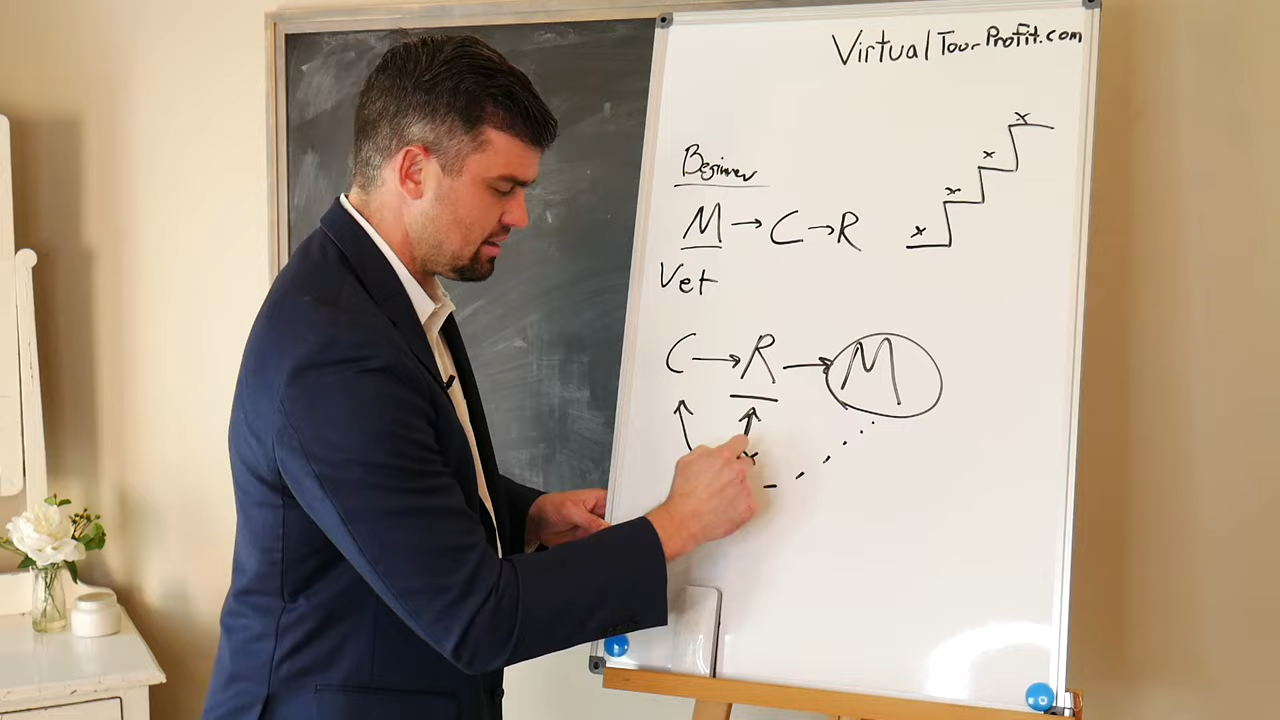 VirtualTourProfit.com
Beginner
M → C → R
Vet
C → R → M
x
x
x
x